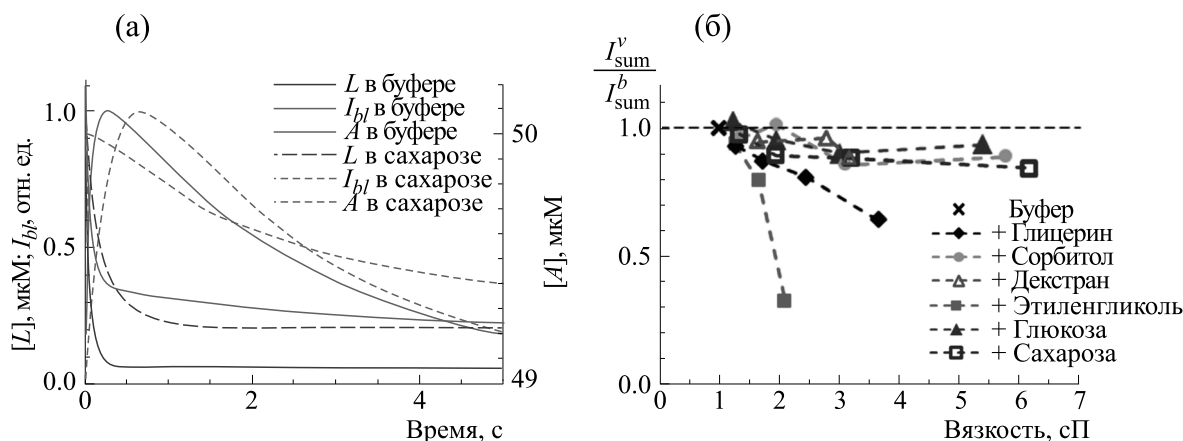 (а)
L в буфере
I_bl в буфере
A в буфере
L в сахарозе
I_bl в сахарозе
A в сахарозе
[L], мкМ; I_bl, отн. ед.
1.0
0.5
0.0
0
2
4
Время, с
50
49
[A], мкМ
(б)
I^v_sum
I^b_sum
1.0
0.5
0.0
0
1
2
3
4
5
6
7
Вязкость, сП
Буфер
+ Глицерин
+ Сорбитол
+ Декстран
+ Этиленгликоль
+ Глюкоза
+ Сахароза